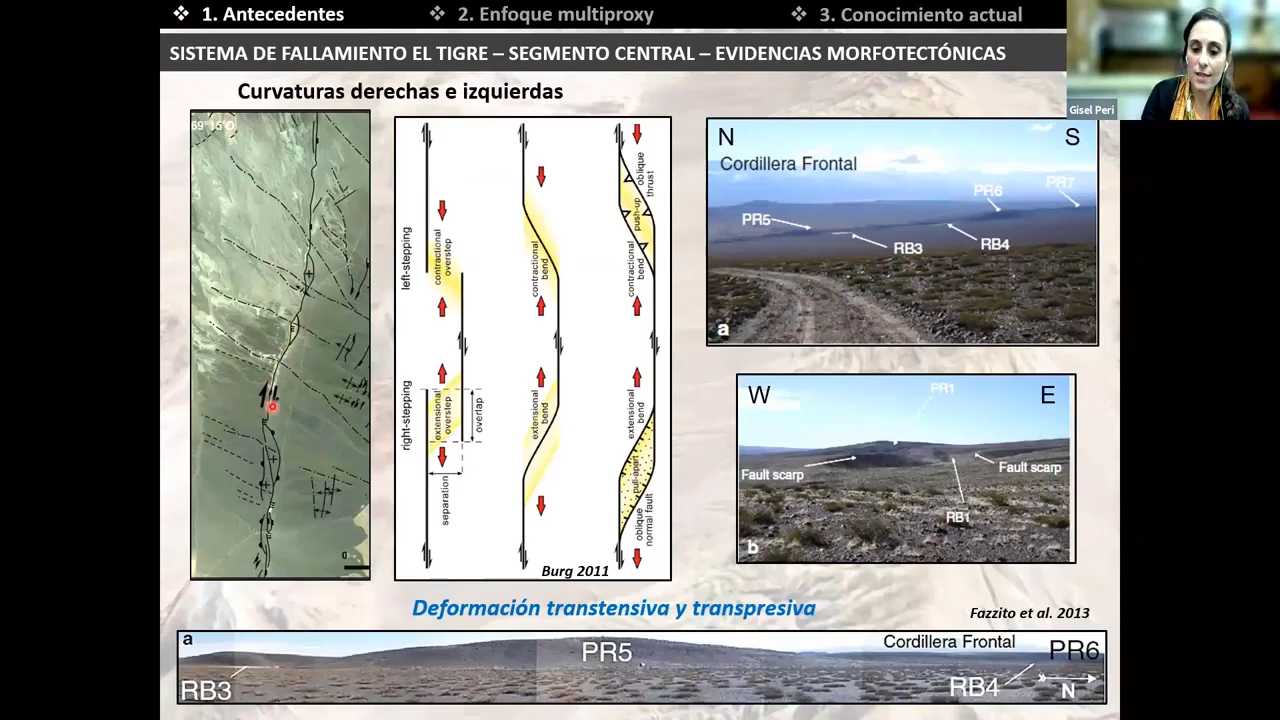 ❖ 1. Antecedentes
❖ 2. Enfoque multiproxy
❖ 3. Conocimiento actual
SISTEMA DE FALLAMIENTO EL TIGRE – SEGMENTO CENTRAL – EVIDENCIAS MORFOTECTÓNICAS
Gisel Peri
Curvaturas derechas e izquierdas
69°15'O
0
left-stepping
contractional overstep
contractional bend
contractional bend
push-up
oblique thrust
right-stepping
extensional overstep
overlap
separation
extensional bend
extensional bend
pull-apart
oblique normal fault
Burg 2011
N
S
Cordillera Frontal
PR5
PR6
PR7
RB3
RB4
a
W
E
PR1
Fault scarp
Fault scarp
RB1
b
Deformación transtensiva y transpresiva
Fazzito et al. 2013
a
PR5
Cordillera Frontal
PR6
RB3
RB4
N